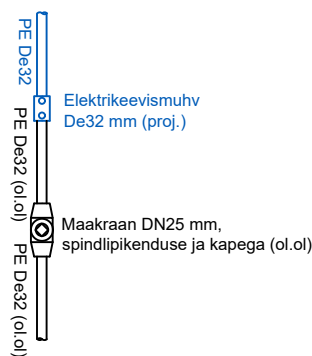 PE De32
Elektrikeevismuhv
De32 mm (proj.)
PE De32 (ol.ol)
Maakraan DN25 mm,
spindlipikenduse ja kapega (ol.ol)
PE De32 (ol.ol)